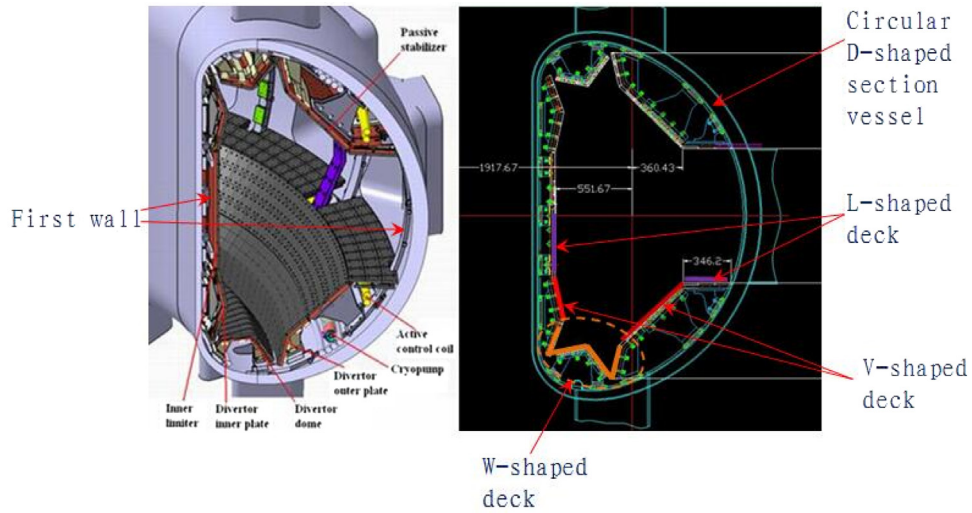 Passive
stabilizer
First wall
Active
control coil
Cryopump
Divertor
outer plate
Inner
limiter
Divertor
inner plate
Divertor
dome
1917.67
360.43
551.67
346.2
Circular
D-shaped
section
vessel
L-shaped
deck
V-shaped
deck
W-shaped
deck